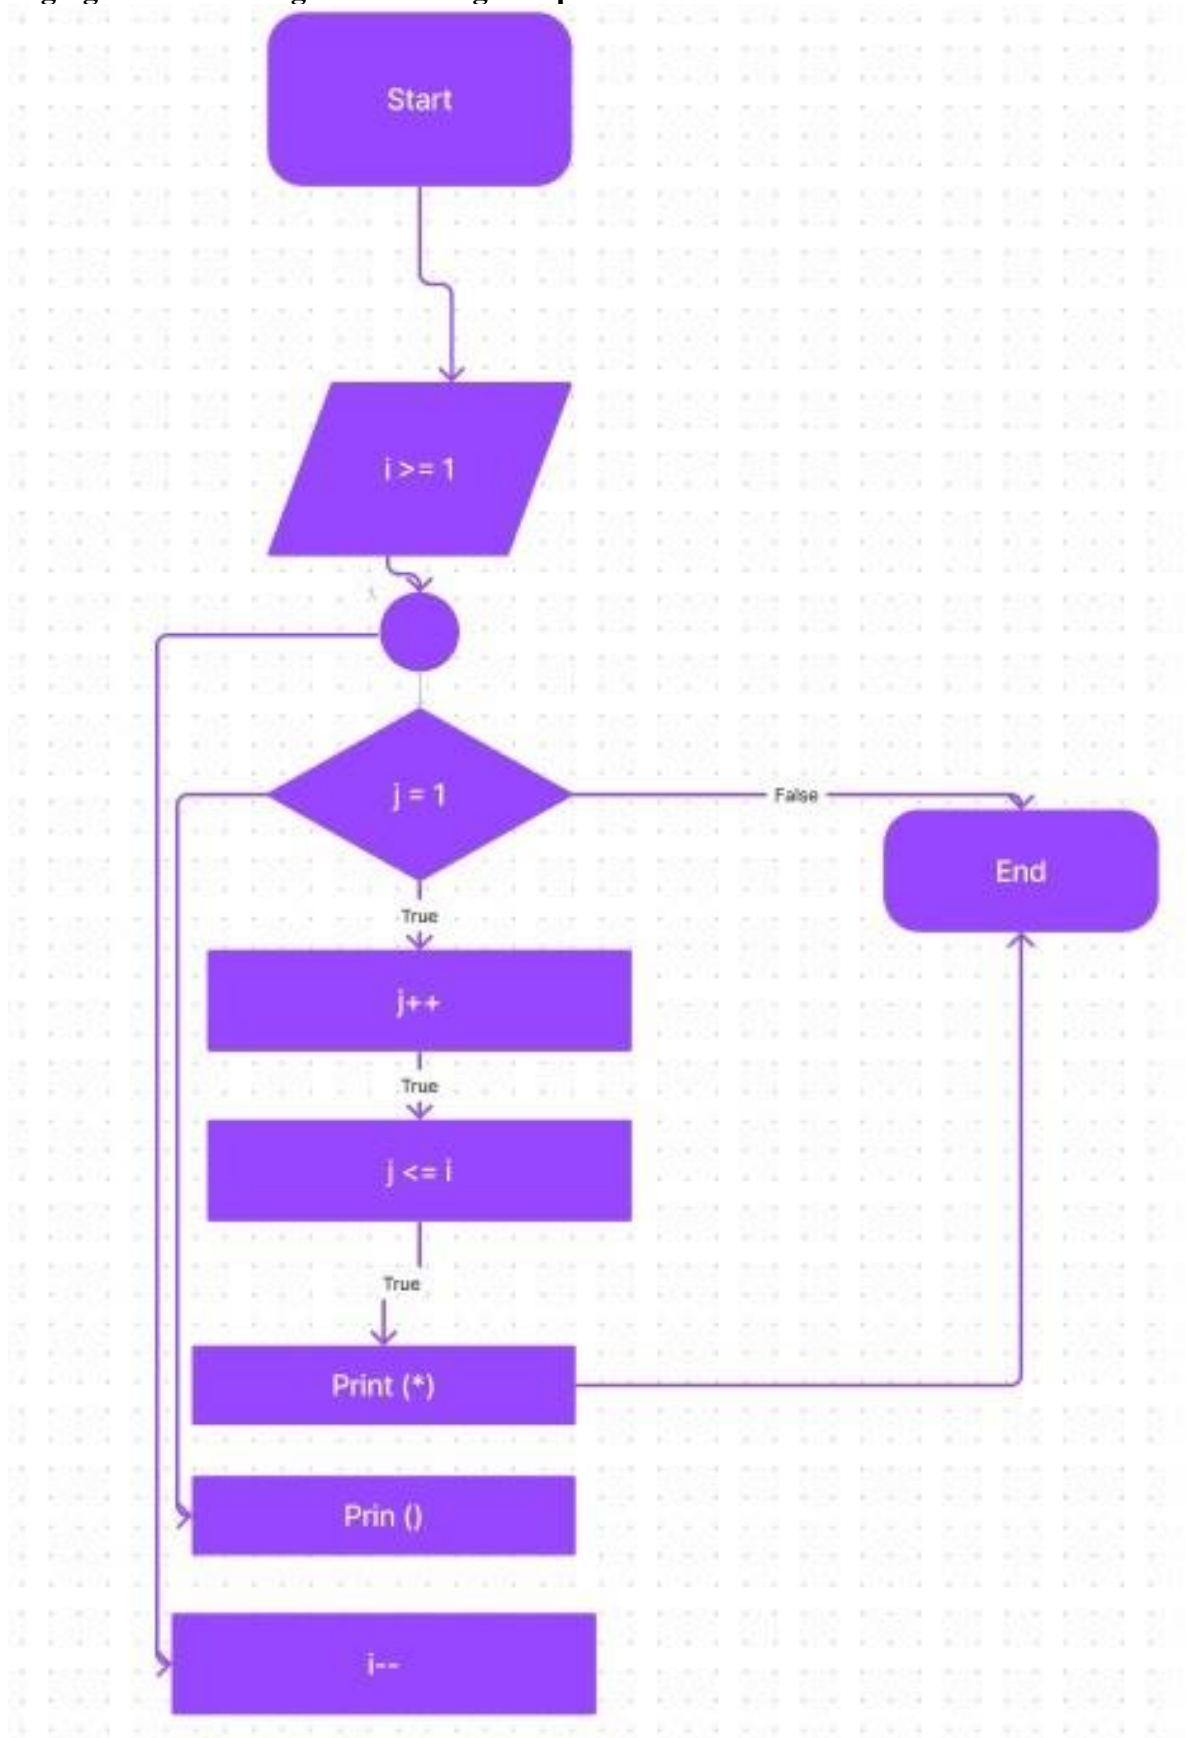 Start
i >= 1
j = 1
False
End
True
j++
True
j <= i
True
Print (*)
Prin ()
i--